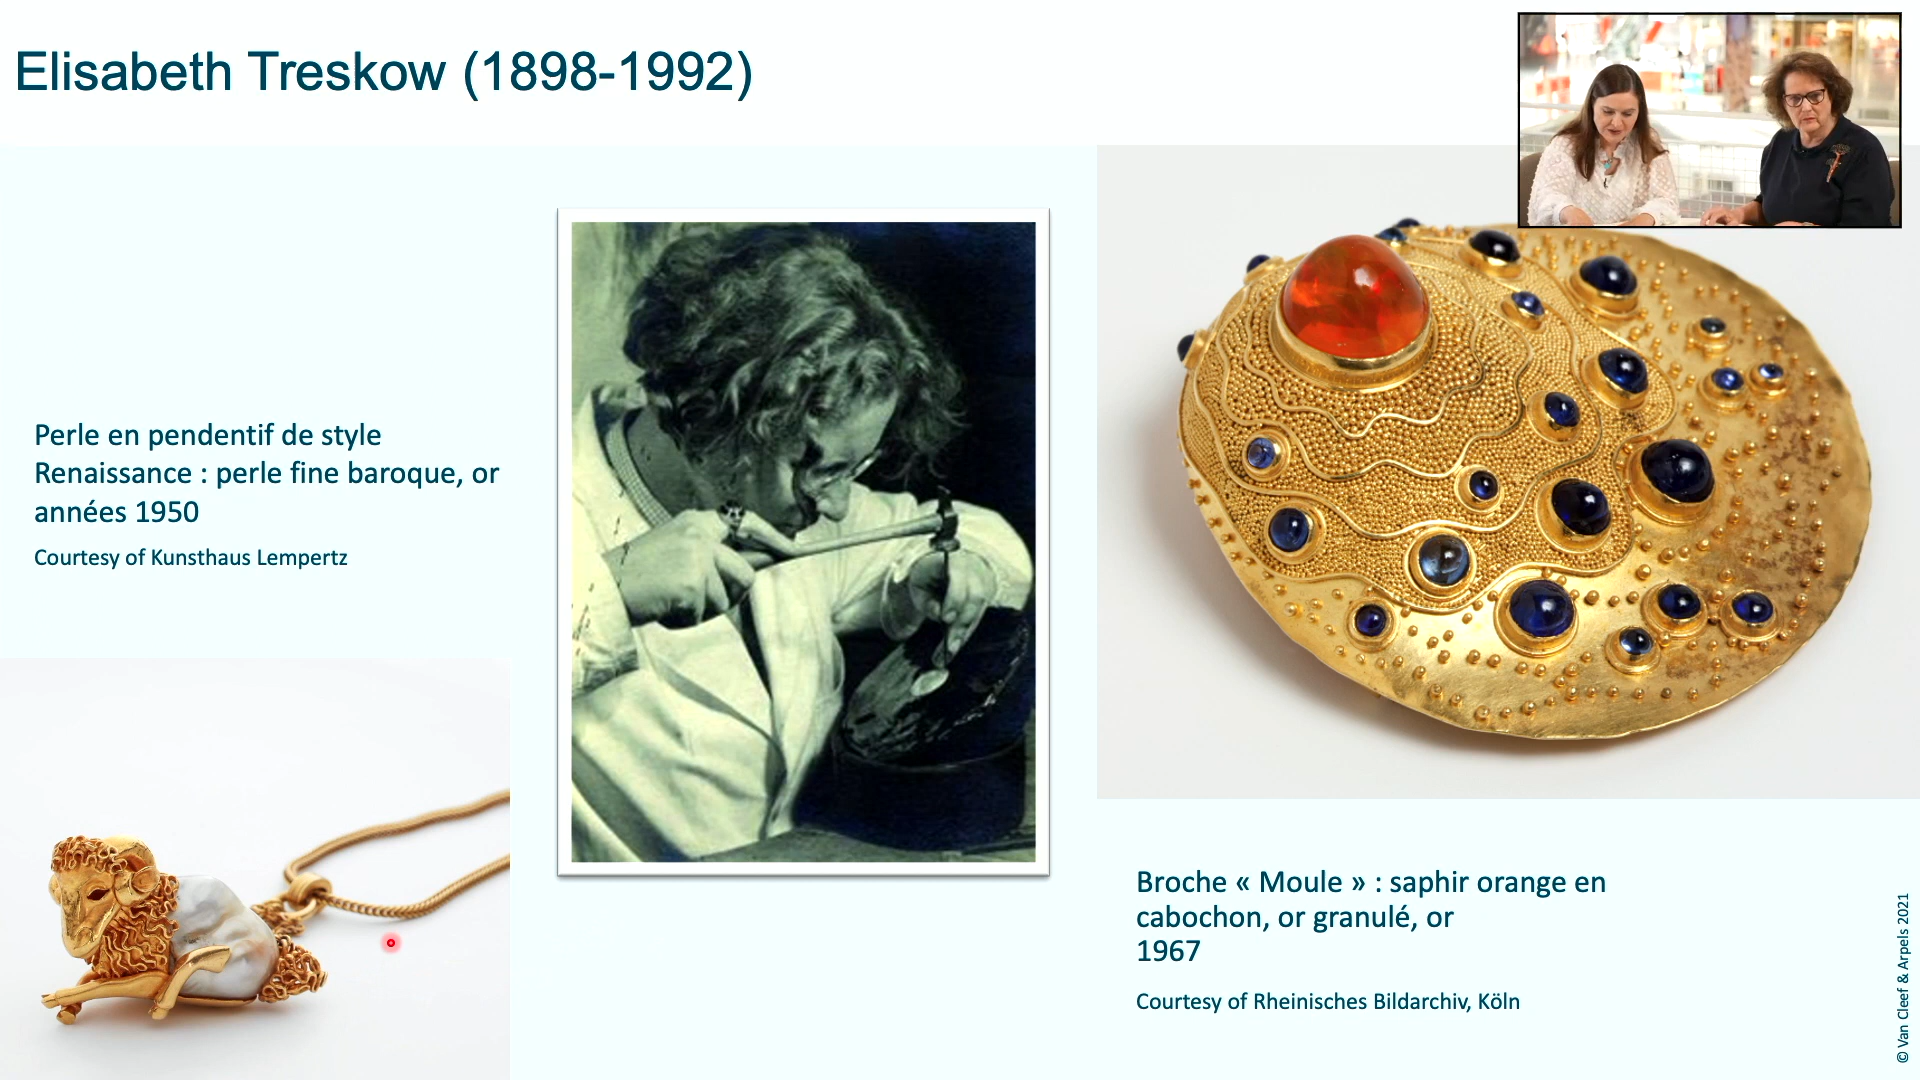 Elisabeth Treskow (1898-1992)
Perle en pendentif de style
Renaissance : perle fine baroque, or
années 1950
Courtesy of Kunsthaus Lempertz
Broche « Moule » : saphir orange en
cabochon, or granulé, or
1967
Courtesy of Rheinisches Bildarchiv, Köln
© Van Cleef & Arpels 2021